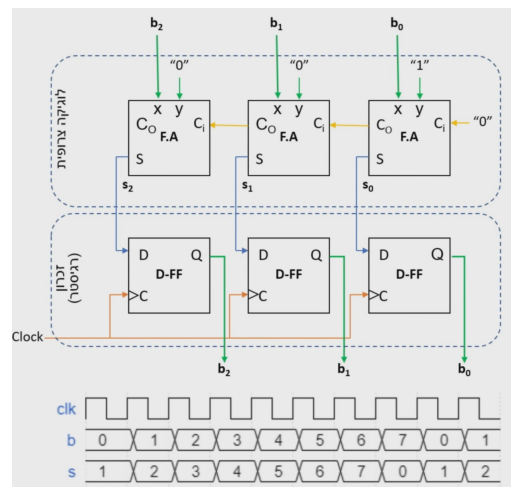 b2 b1 b0
"0" "0" "1"
x y x y x y
CO Ci CO Ci CO Ci "0"
F.A F.A F.A
S S S
s2 s1 s0
לוגיקה צרופית
D Q D Q D Q
D-FF D-FF D-FF
C C C
זכרון
(רגיסטר)
Clock
b2 b1 b0
clk
b 0 1 2 3 4 5 6 7 0 1
s 1 2 3 4 5 6 7 0 1 2